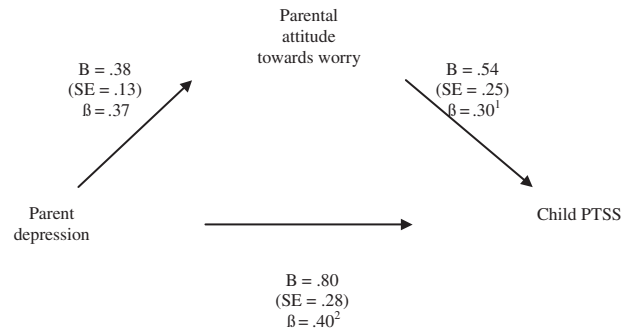 Parental
attitude
towards worry
B = .38
(SE = .13)
ß = .37
B = .54
(SE = .25)
ß = .30¹
Parent
depression
Child PTSS
B = .80
(SE = .28)
ß = .40²